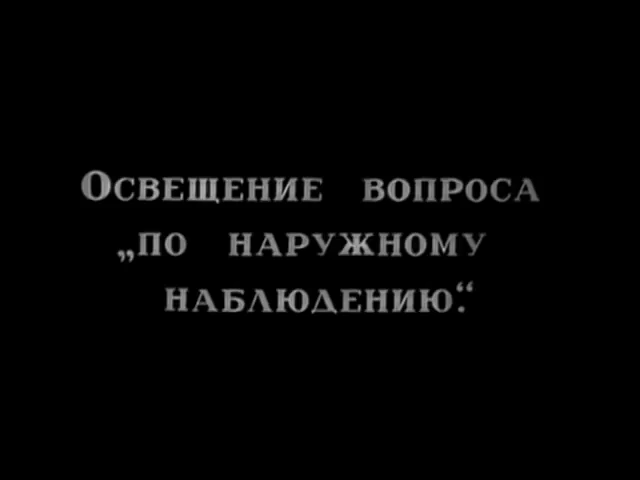 Освещение вопроса
„по наружному
наблюдению.“